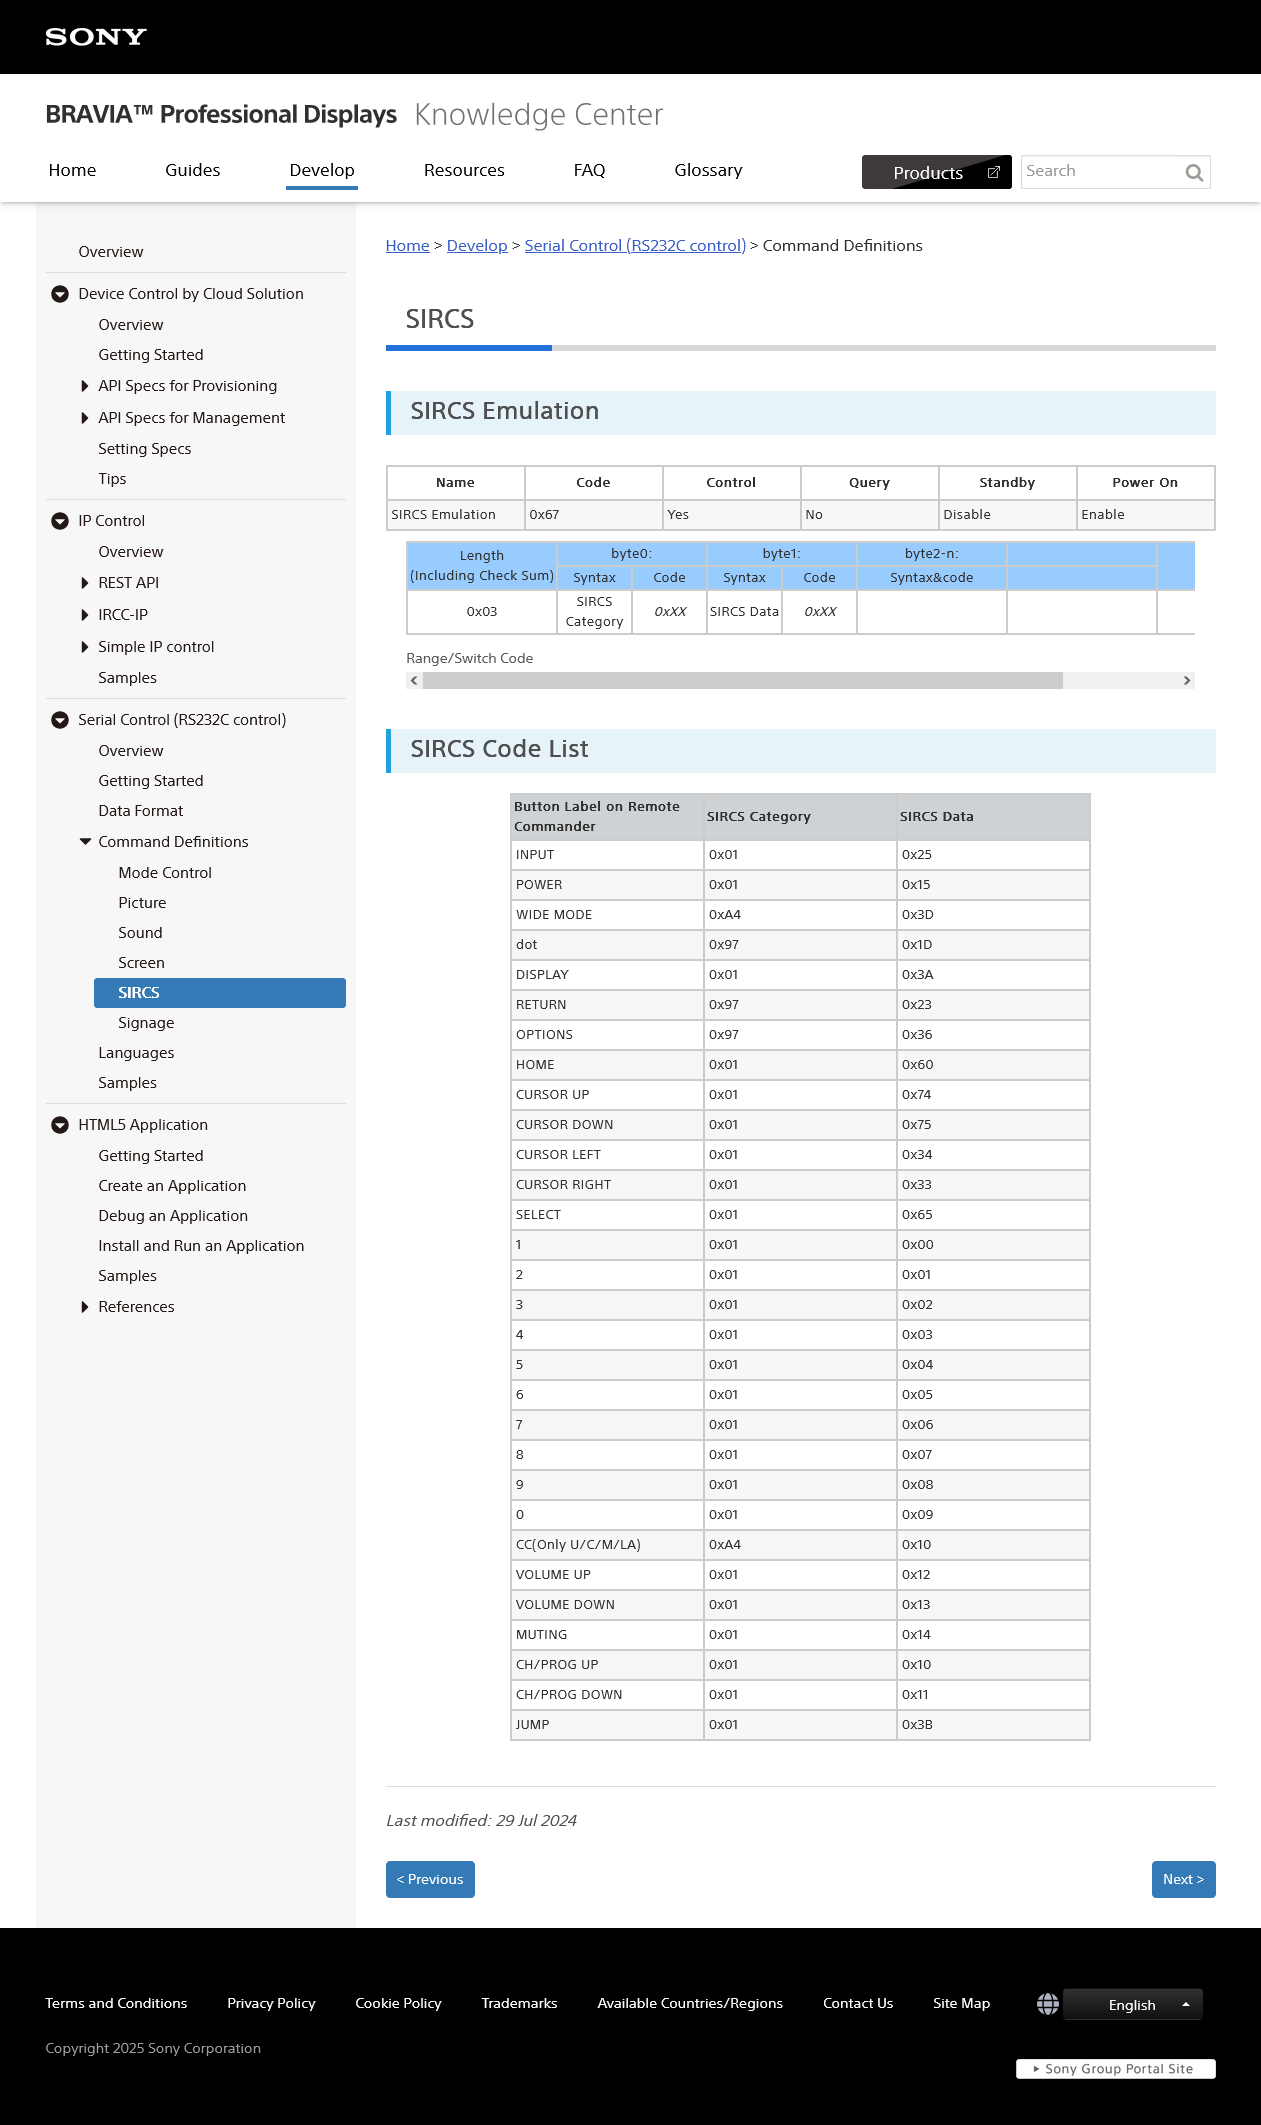 SONY
BRAVIA™ Professional Displays Knowledge Center
Home Guides Develop Resources FAQ Glossary Products Search
Overview
Device Control by Cloud Solution
Overview
Getting Started
API Specs for Provisioning
API Specs for Management
Setting Specs
Tips
IP Control
Overview
REST API
IRCC-IP
Simple IP control
Samples
Serial Control (RS232C control)
Overview
Getting Started
Data Format
Command Definitions
Mode Control
Picture
Sound
Screen
SIRCS
Signage
Languages
Samples
HTML5 Application
Getting Started
Create an Application
Debug an Application
Install and Run an Application
Samples
References
Home > Develop > Serial Control (RS232C control) > Command Definitions
SIRCS
SIRCS Emulation
Name Code Control Query Standby Power On
SIRCS Emulation 0x67 Yes No Disable Enable
Length
(Including Check Sum) byte0: byte1: byte2-n:
Syntax Code Syntax Code Syntax&code
0x03 SIRCS
Category 0xXX SIRCS Data 0xXX
Range/Switch Code
SIRCS Code List
Button Label on Remote
Commander SIRCS Category SIRCS Data
INPUT 0x01 0x25
POWER 0x01 0x15
WIDE MODE 0xA4 0x3D
dot 0x97 0x1D
DISPLAY 0x01 0x3A
RETURN 0x97 0x23
OPTIONS 0x97 0x36
HOME 0x01 0x60
CURSOR UP 0x01 0x74
CURSOR DOWN 0x01 0x75
CURSOR LEFT 0x01 0x34
CURSOR RIGHT 0x01 0x33
SELECT 0x01 0x65
1 0x01 0x00
2 0x01 0x01
3 0x01 0x02
4 0x01 0x03
5 0x01 0x04
6 0x01 0x05
7 0x01 0x06
8 0x01 0x07
9 0x01 0x08
0 0x01 0x09
CC(Only U/C/M/LA) 0xA4 0x10
VOLUME UP 0x01 0x12
VOLUME DOWN 0x01 0x13
MUTING 0x01 0x14
CH/PROG UP 0x01 0x10
CH/PROG DOWN 0x01 0x11
JUMP 0x01 0x3B
Last modified: 29 Jul 2024
< Previous Next >
Terms and Conditions Privacy Policy Cookie Policy Trademarks Available Countries/Regions Contact Us Site Map English
Copyright 2025 Sony Corporation
Sony Group Portal Site